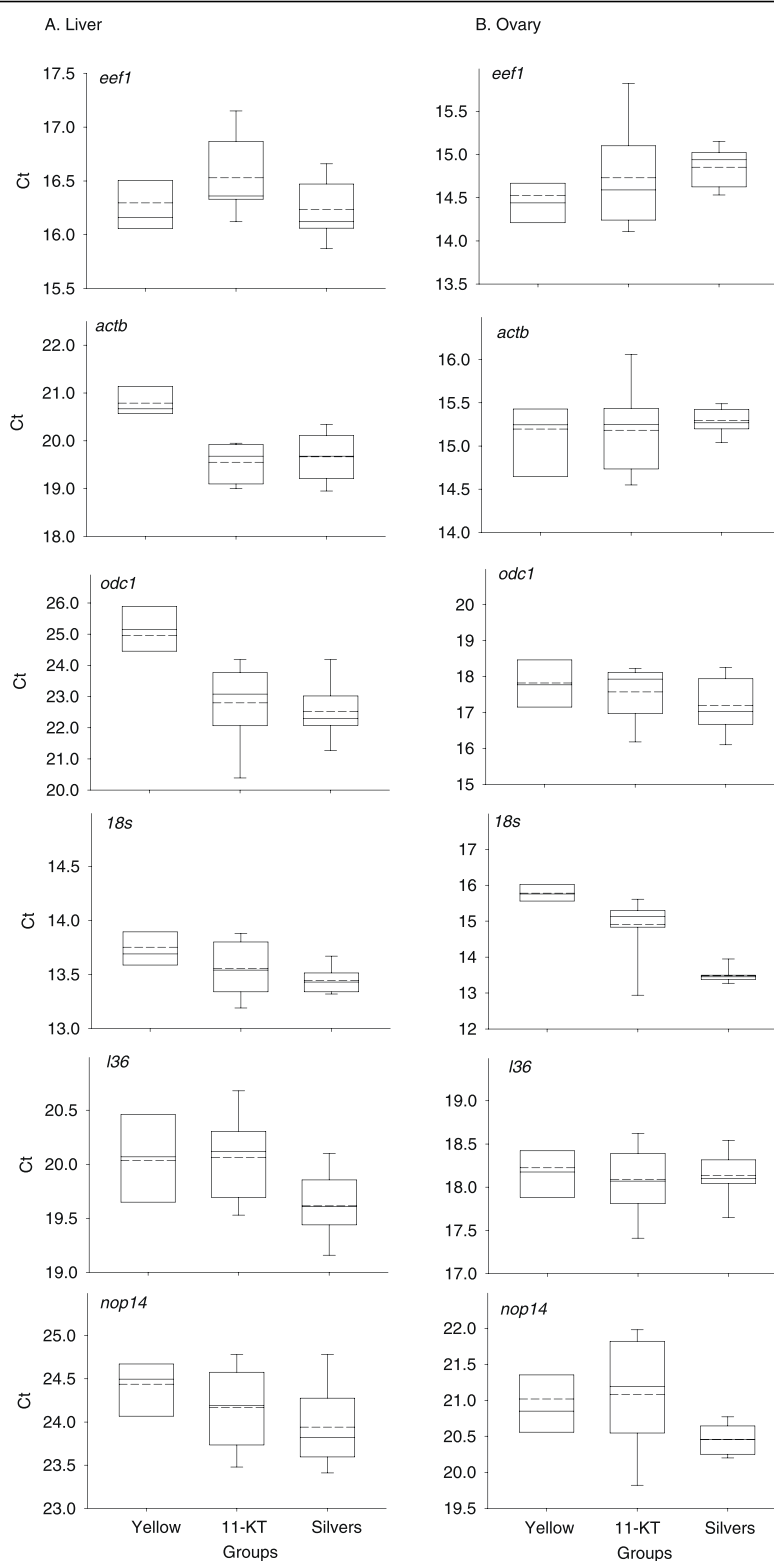 A. Liver
B. Ovary
eef1
17.5
17.0
16.5
16.0
15.5
Ct
eef1
15.5
15.0
14.5
14.0
13.5
actb
22.0
21.0
20.0
19.0
18.0
Ct
actb
16.0
15.5
15.0
14.5
14.0
odc1
26.0
25.0
24.0
23.0
22.0
21.0
20.0
Ct
odc1
20
19
18
17
16
15
18s
14.5
14.0
13.5
13.0
Ct
18s
17
16
15
14
13
12
l36
20.5
20.0
19.5
19.0
Ct
l36
19.0
18.5
18.0
17.5
17.0
nop14
25.0
24.5
24.0
23.5
23.0
Ct
nop14
22.0
21.5
21.0
20.5
20.0
19.5
Yellow 11-KT Silvers
Groups
Yellow 11-KT Silvers
Groups